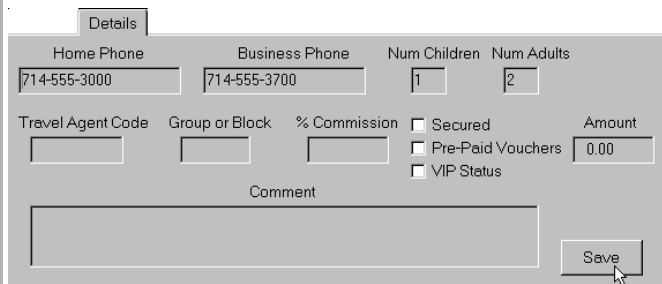 Details
Home Phone Business Phone Num Children Num Adults
714-555-3000 714-555-3700 1 2
Travel Agent Code Group or Block % Commission Secured Amount
Pre-Paid Vouchers 0.00
VIP Status
Comment
Save